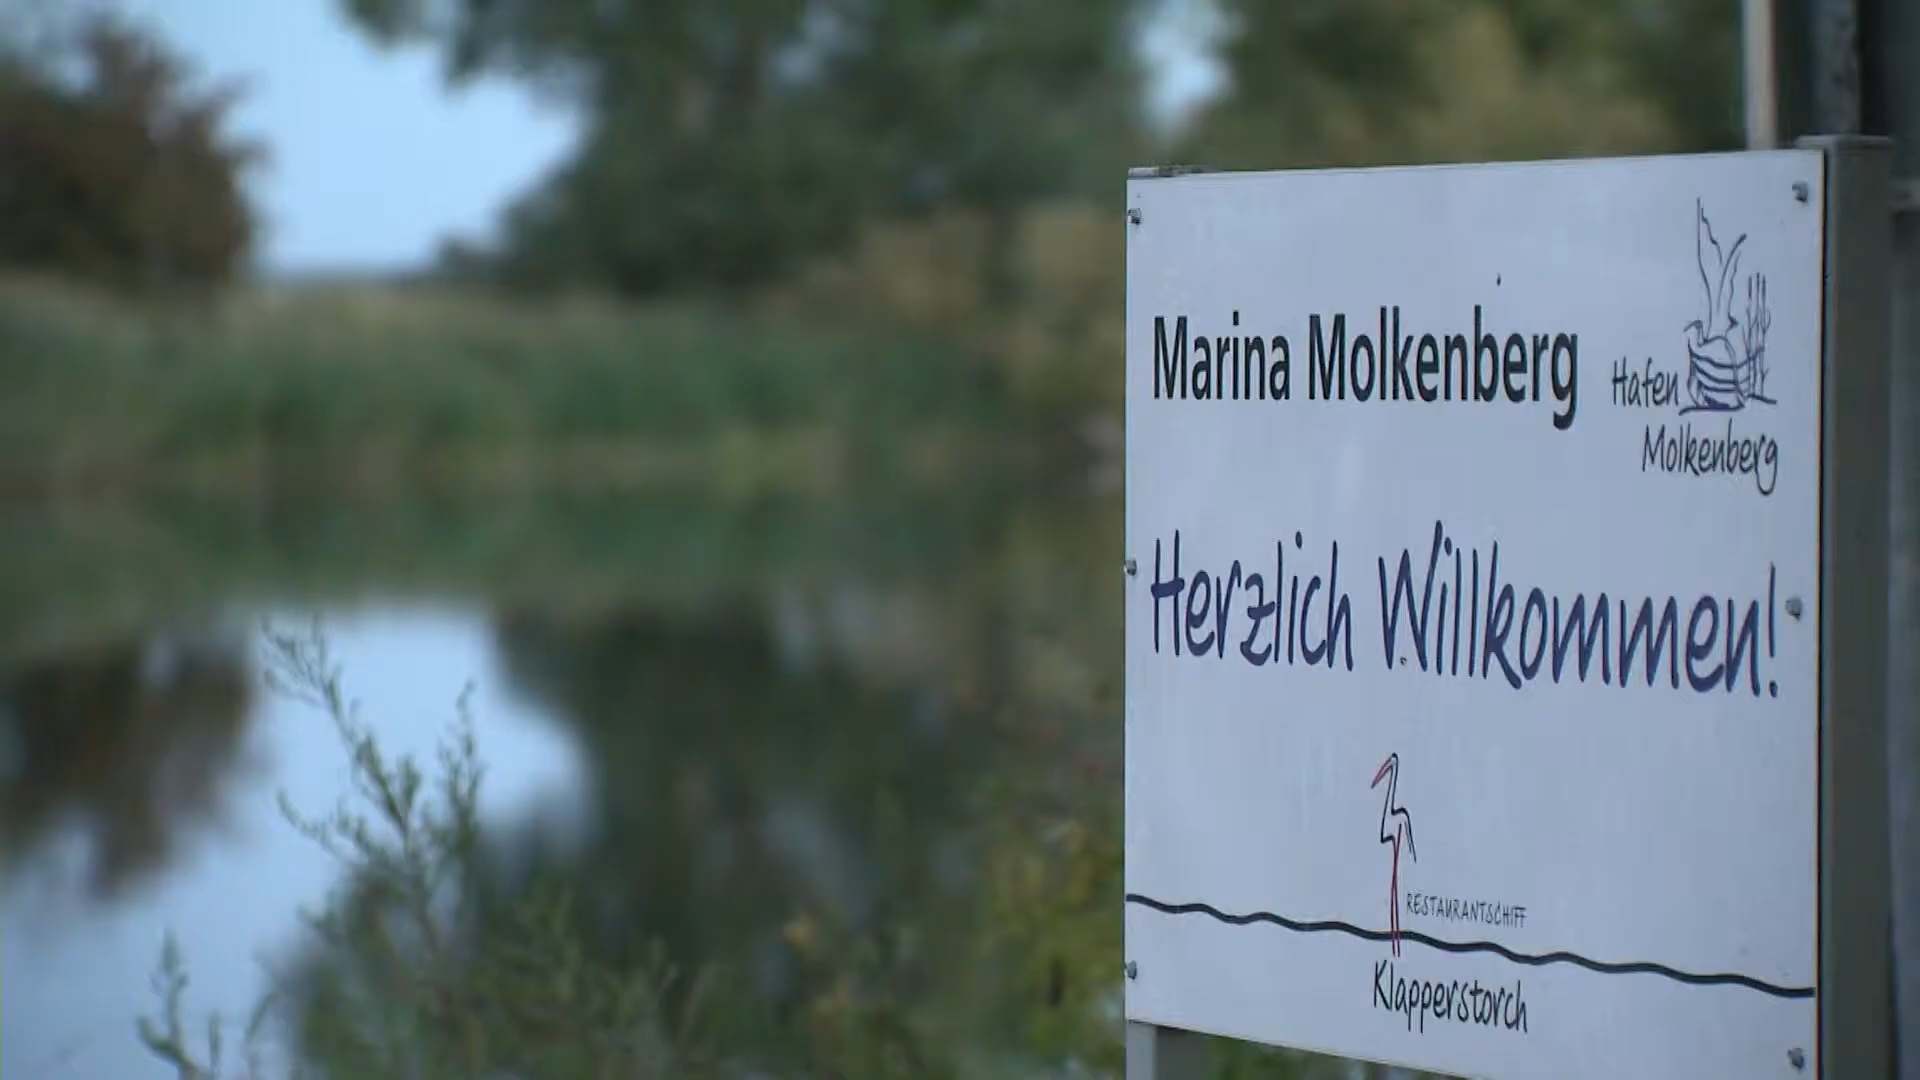 Marina Molkenberg
Hafen
Molkenberg
Herzlich Willkommen!
RESTAURANTSCHIFF
Klapperstorch